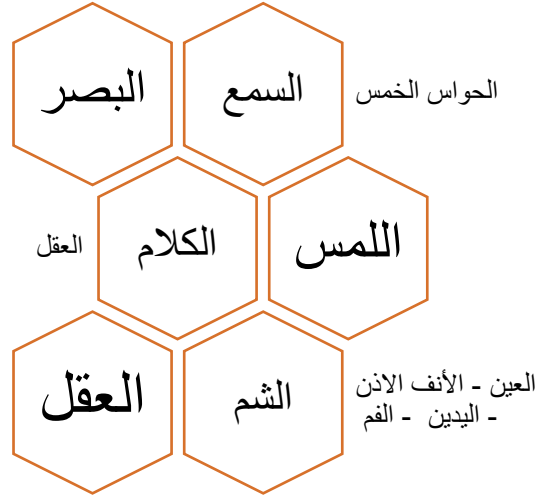 الحواس الخمس
السمع
البصر
اللمس
الكلام
العقل
العين - الأنف الاذن
- اليدين - الفم
الشم
العقل